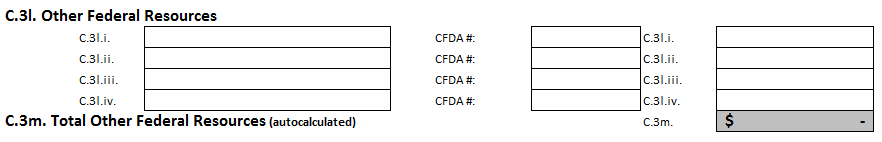 C.3l. Other Federal Resources
C.3l.i. CFDA #: C.3l.i.
C.3l.ii. CFDA #: C.3l.ii.
C.3l.iii. CFDA #: C.3l.iii.
C.3l.iv. CFDA #: C.3l.iv.
C.3m. Total Other Federal Resources (autocalculated) C.3m. $ -